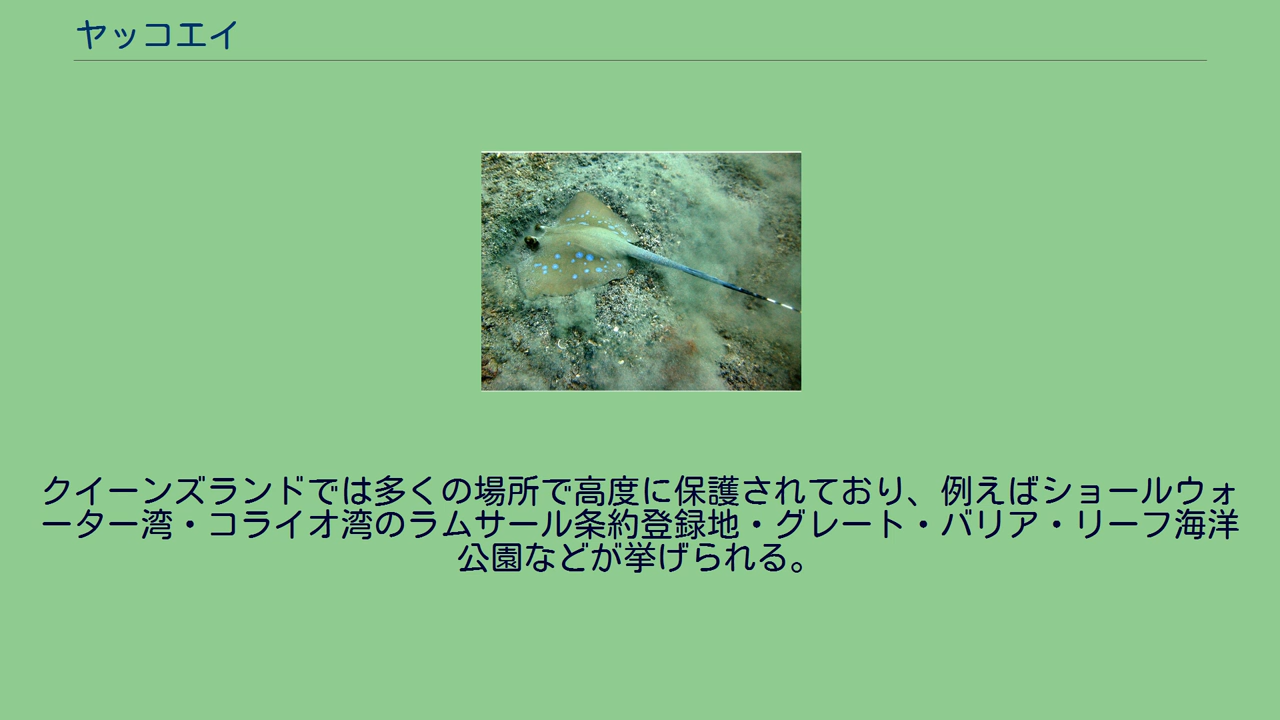 ヤッコエイ
クイーンズランドでは多くの場所で高度に保護されており、例えばショールウォ
ーター湾・コライオ湾のラムサール条約登録地・グレート・バリア・リーフ海洋
公園などが挙げられる。